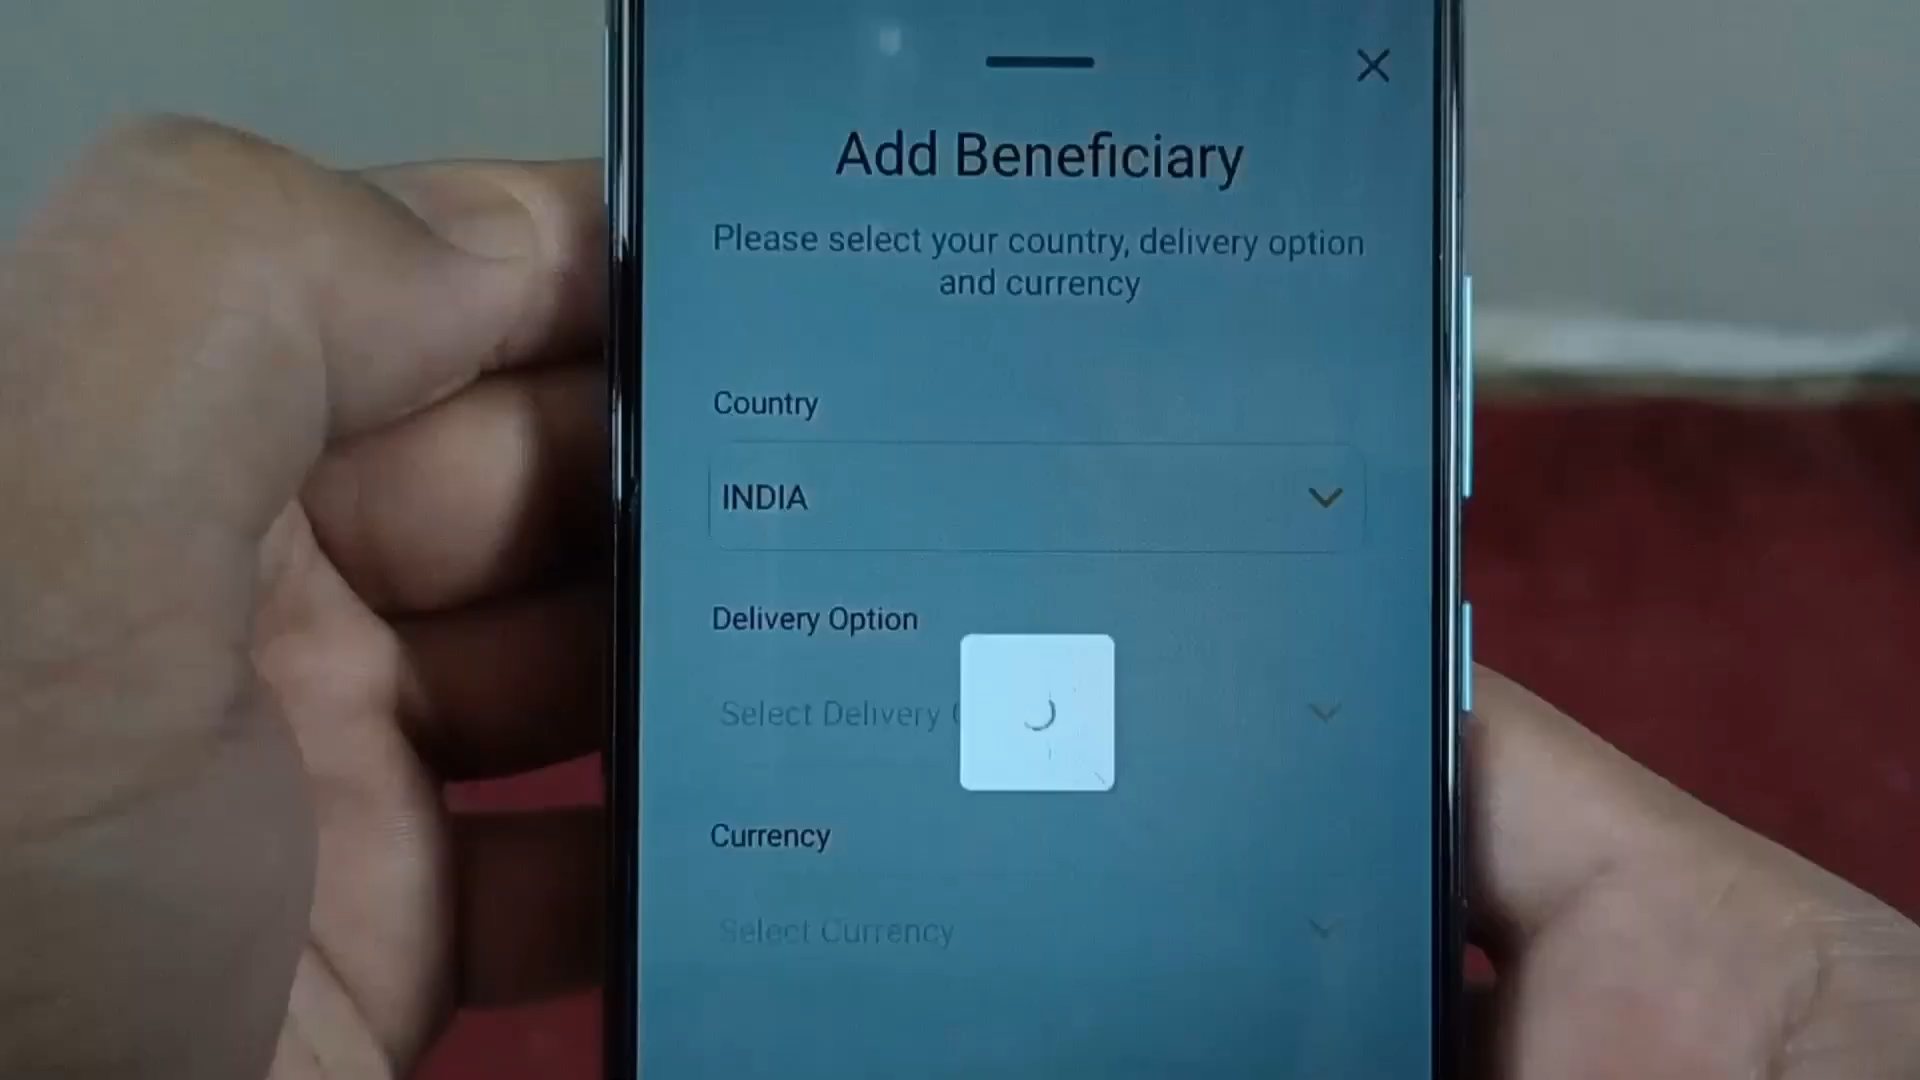 Add Beneficiary
Please select your country, delivery option
and currency
Country
INDIA
Delivery Option
Select Delivery
Currency
Select Currency